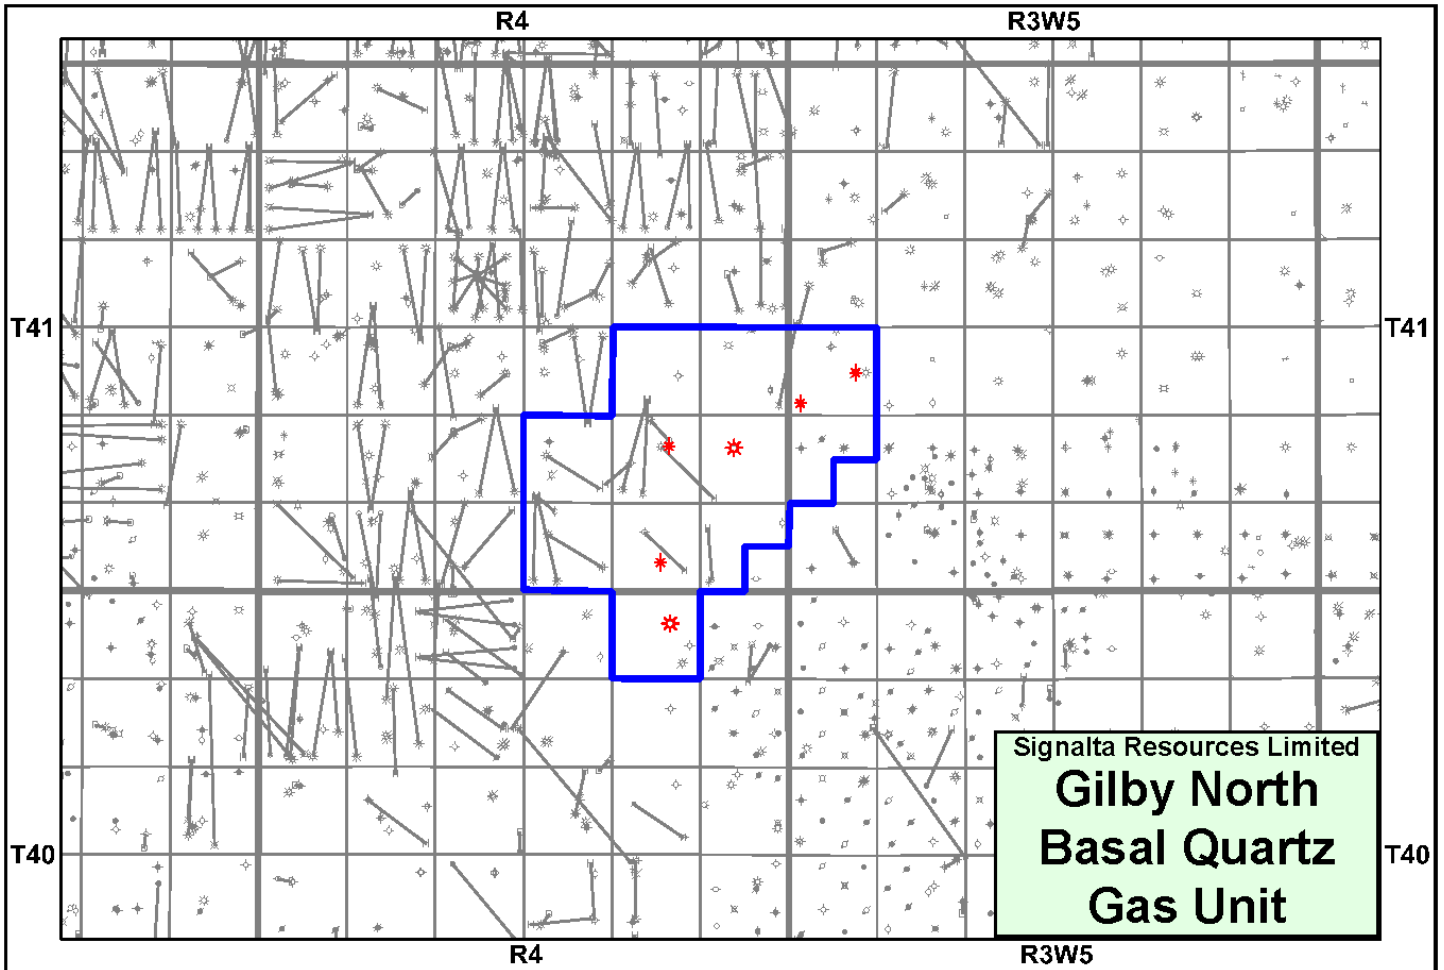 R4 R3W5
T41 T41
Signalta Resources Limited
Gilby North
Basal Quartz
Gas Unit
T40 T40
R4 R3W5